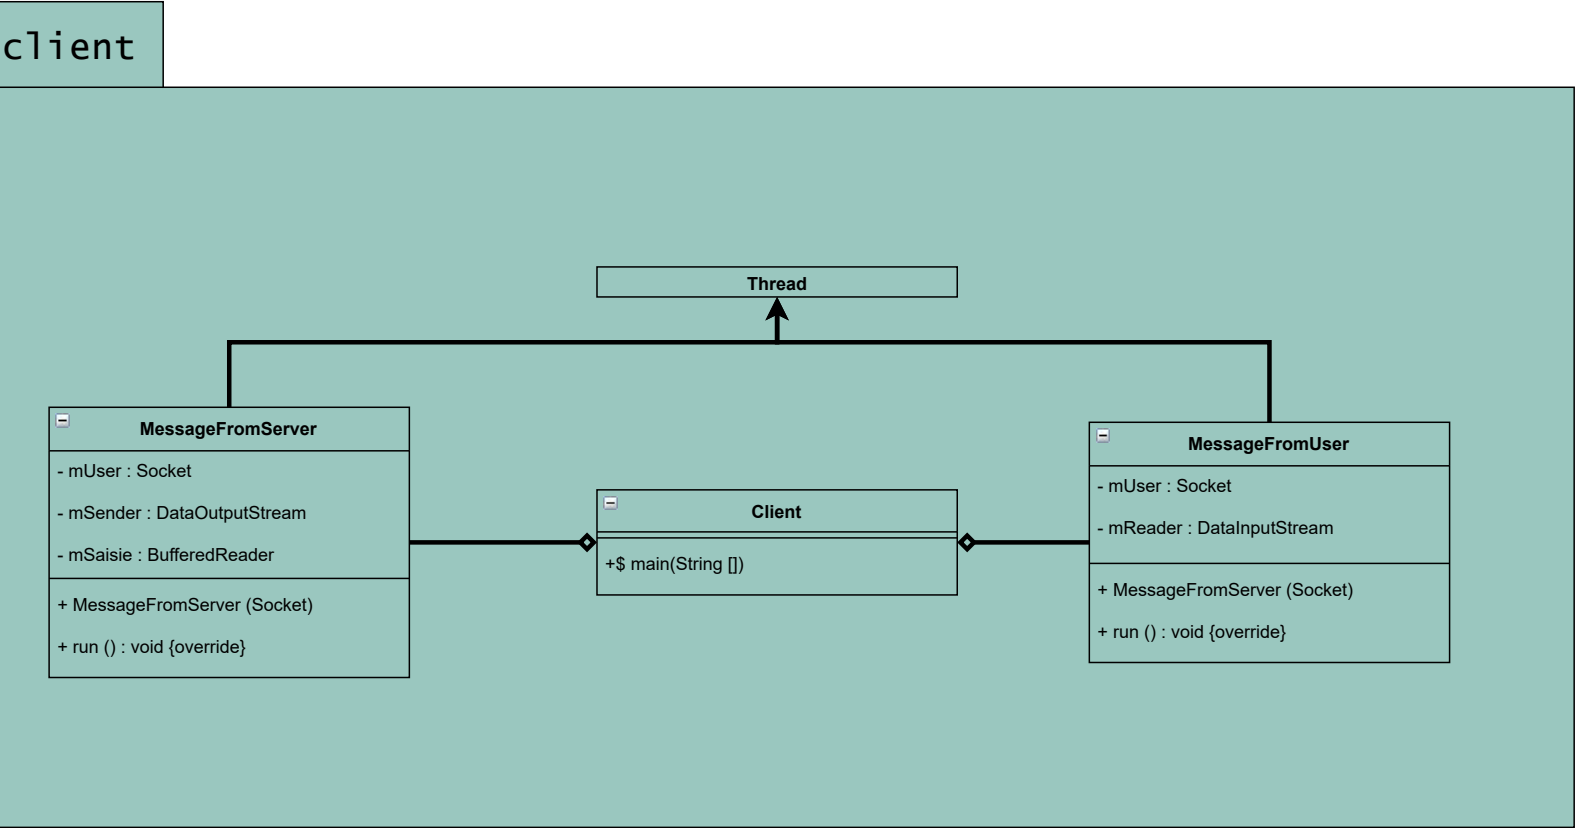 client
Thread
MessageFromServer
- mUser : Socket
- mSender : DataOutputStream
- mSaisie : BufferedReader
+ MessageFromServer (Socket)
+ run () : void {override}
Client
+$ main(String [])
MessageFromUser
- mUser : Socket
- mReader : DataInputStream
+ MessageFromServer (Socket)
+ run () : void {override}